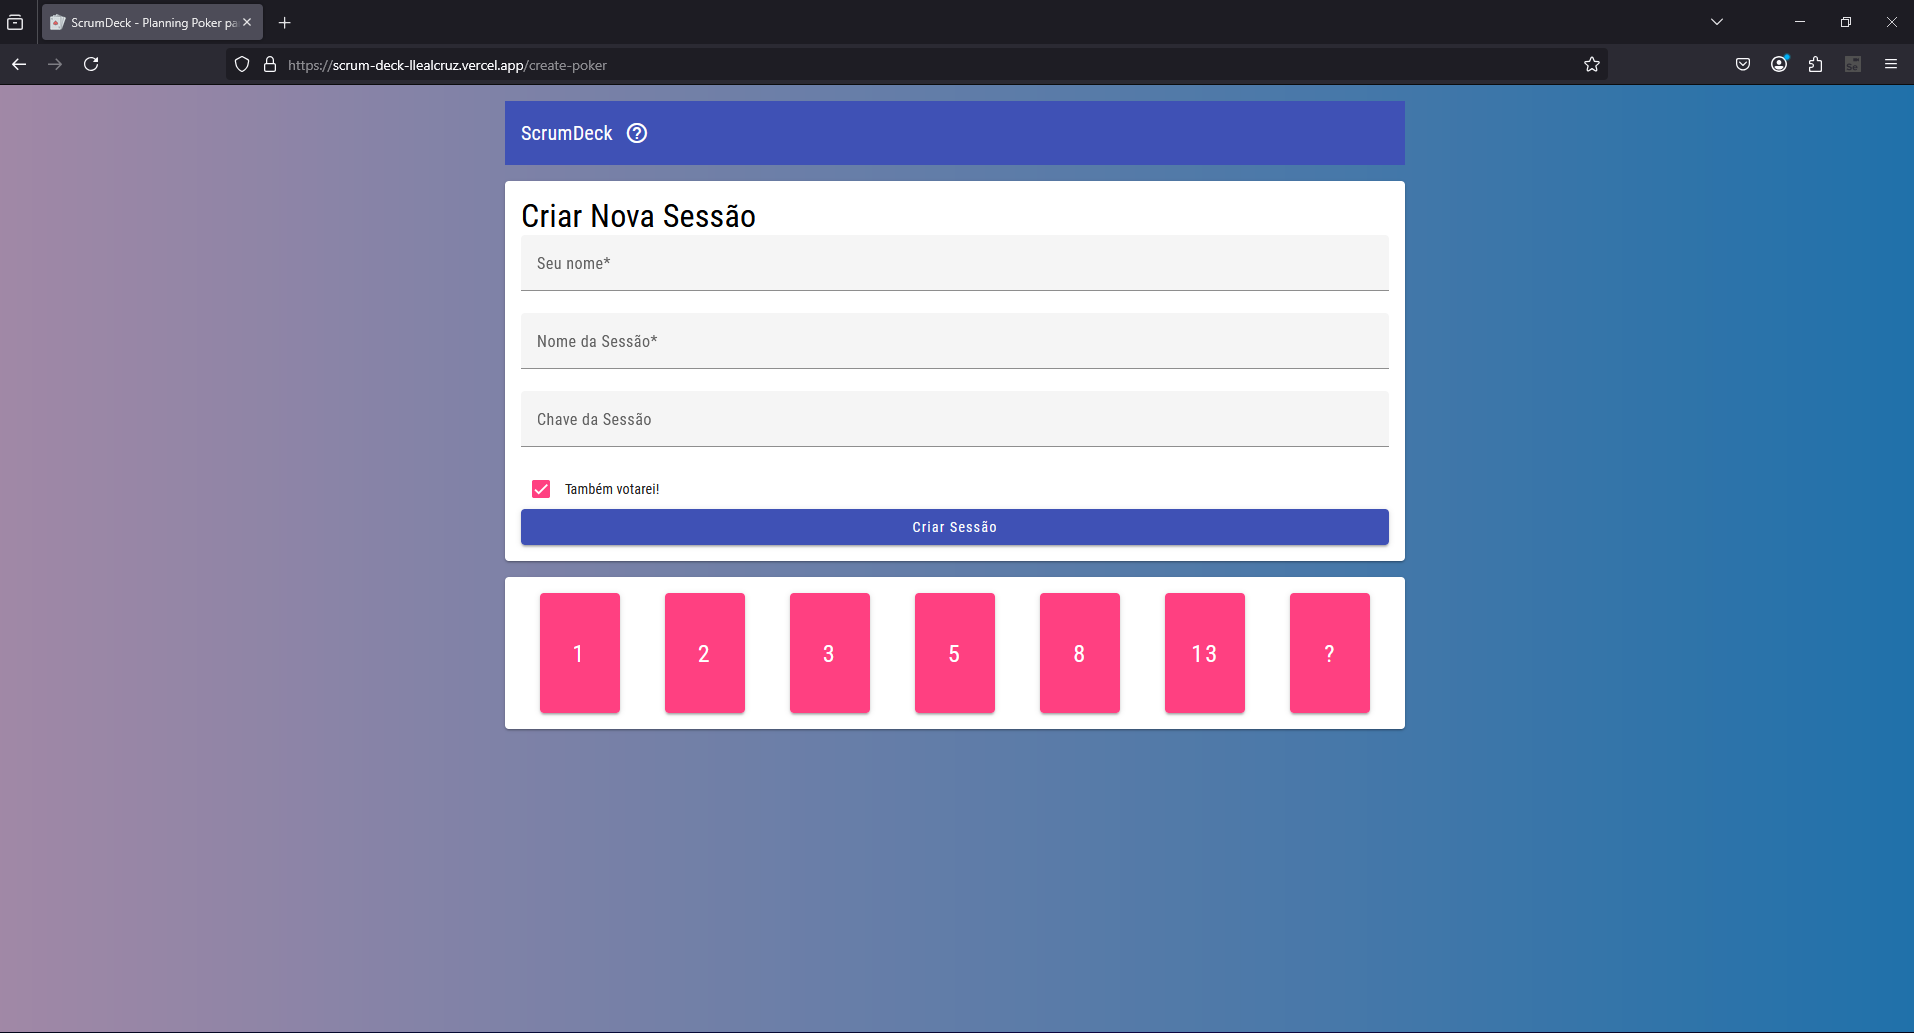 ScrumDeck - Planning Poker pa
https://scrum-deck-llealcruz.vercel.app/create-poker
ScrumDeck ?
Criar Nova Sessão
Seu nome*
Nome da Sessão*
Chave da Sessão
Também votarei!
Criar Sessão
1 2 3 5 8 13 ?